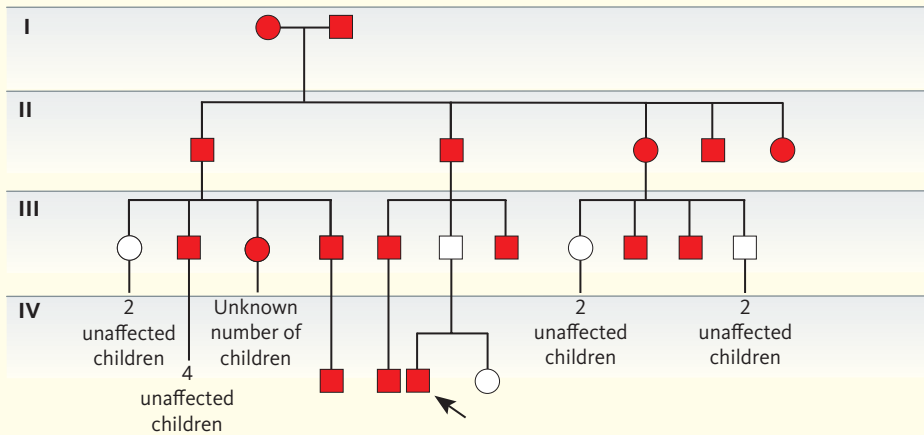 I
II
III
IV
2
unaffected
children
4
unaffected
children
Unknown
number of
children
2
unaffected
children
2
unaffected
children